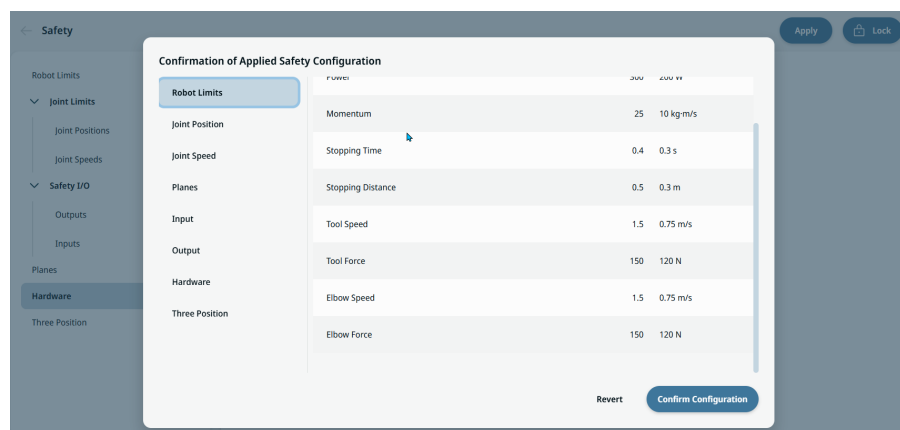 ← Safety
Apply
Lock
Robot Limits
Joint Limits
Joint Positions
Joint Speeds
Safety I/O
Outputs
Inputs
Planes
Hardware
Three Position
Confirmation of Applied Safety Configuration
Robot Limits
Joint Position
Joint Speed
Planes
Input
Output
Hardware
Three Position
Power 300 200 W
Momentum 25 10 kg·m/s
Stopping Time 0.4 0.3 s
Stopping Distance 0.5 0.3 m
Tool Speed 1.5 0.75 m/s
Tool Force 150 120 N
Elbow Speed 1.5 0.75 m/s
Elbow Force 150 120 N
Revert
Confirm Configuration